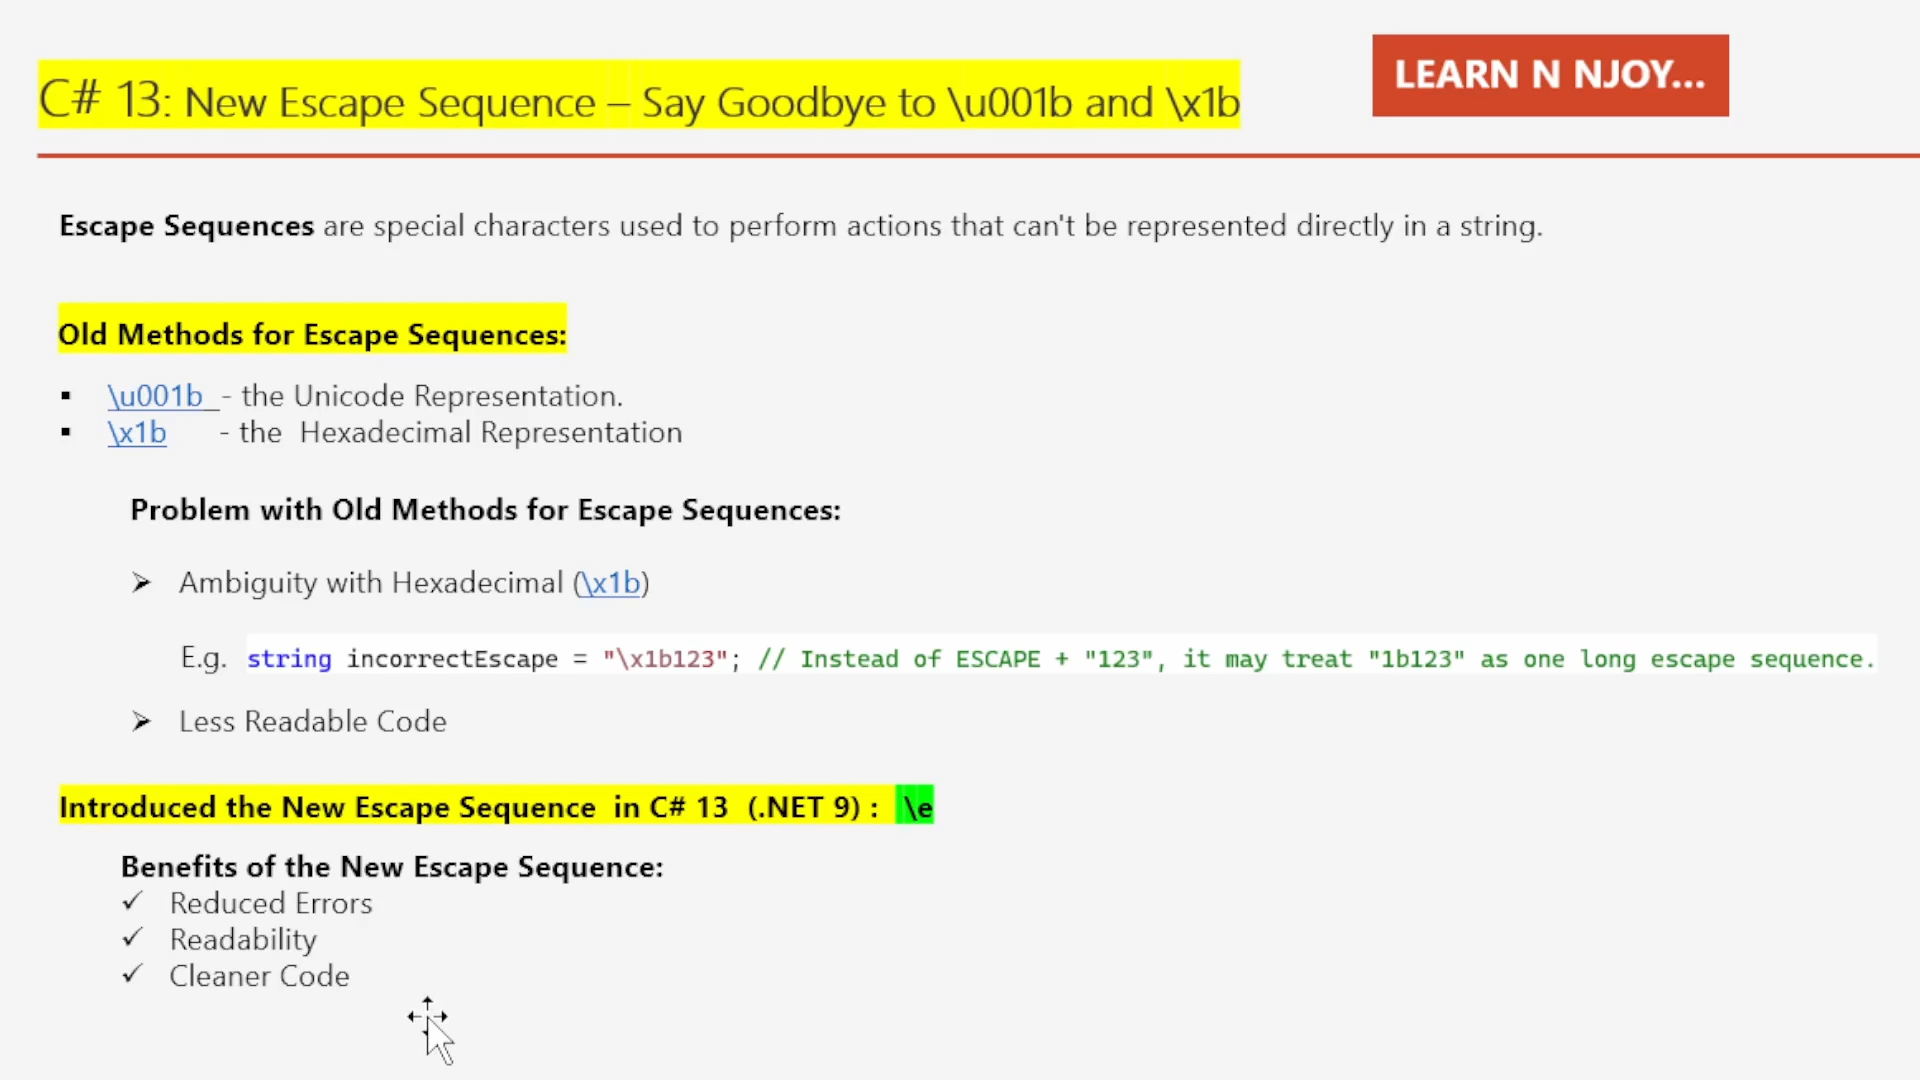 C# 13: New Escape Sequence – Say Goodbye to \u001b and \x1b
LEARN N NJOY...
Escape Sequences are special characters used to perform actions that can't be represented directly in a string.
Old Methods for Escape Sequences:
▪ \u001b - the Unicode Representation.
▪ \x1b - the Hexadecimal Representation
Problem with Old Methods for Escape Sequences:
➢ Ambiguity with Hexadecimal (\x1b)
E.g. string incorrectEscape = "\x1b123"; // Instead of ESCAPE + "123", it may treat "1b123" as one long escape sequence.
➢ Less Readable Code
Introduced the New Escape Sequence in C# 13 (.NET 9) : \e
Benefits of the New Escape Sequence:
✓ Reduced Errors
✓ Readability
✓ Cleaner Code